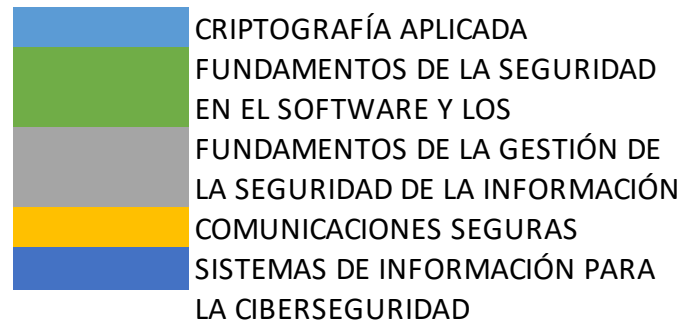 CRIPTOGRAFÍA APLICADA
FUNDAMENTOS DE LA SEGURIDAD
EN EL SOFTWARE Y LOS
FUNDAMENTOS DE LA GESTIÓN DE
LA SEGURIDAD DE LA INFORMACIÓN
COMUNICACIONES SEGURAS
SISTEMAS DE INFORMACIÓN PARA
LA CIBERSEGURIDAD